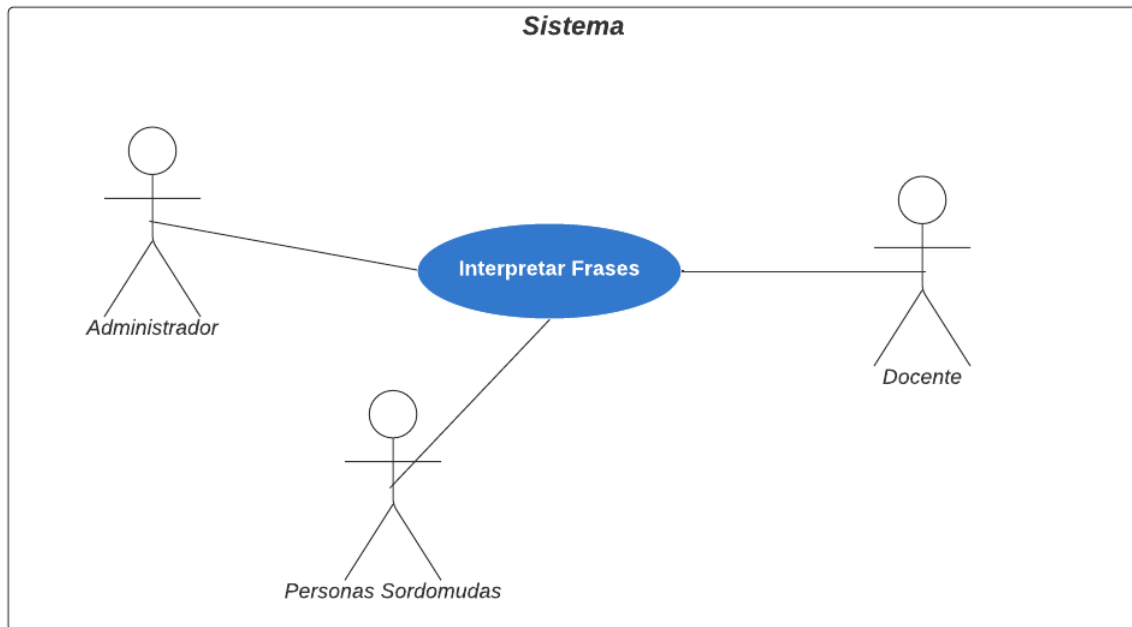 Sistema
Interpretar Frases
Administrador
Docente
Personas Sordomudas